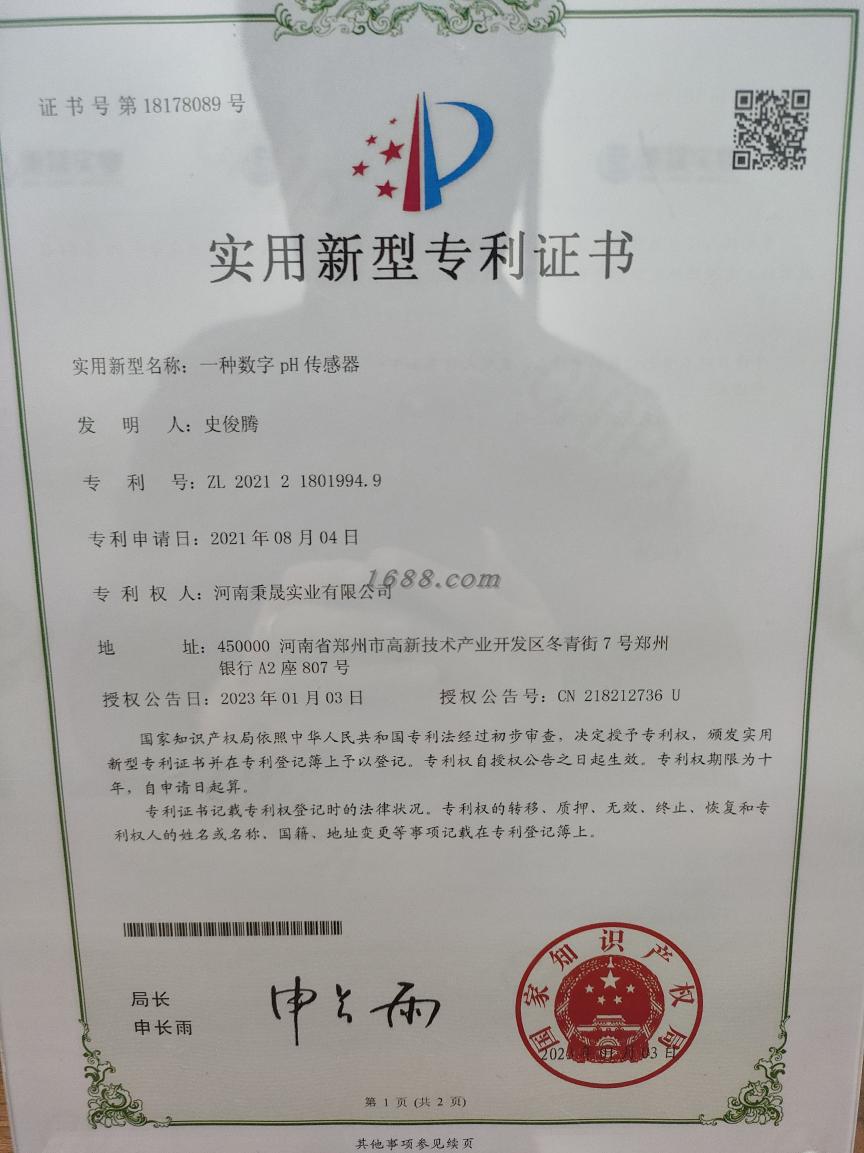 证书号第18178089号
实用新型专利证书
实用新型名称：一种数字pH传感器
发明人：史俊腾
专利号：ZL 2021 2 1801994.9
专利申请日：2021年08月04日
1688.com
专利权人：河南秉晟实业有限公司
地址：450000 河南省郑州市高新技术产业开发区冬青街7号郑州
银行A2座807号
授权公告日：2023年01月03日 授权公告号：CN 218212736 U
国家知识产权局依照中华人民共和国专利法经过初步审查，决定授予专利权，颁发实用
新型专利证书并在专利登记簿上予以登记。专利权自授权公告之日起生效。专利权期限为十
年，自申请日起算。
专利证书记载专利权登记时的法律状况。专利权的转移、质押、无效、终止、恢复和专
利权人的姓名或名称、国籍、地址变更等事项记载在专利登记簿上。
局长
申长雨
申长雨
国家知识产权局
2023年01月03日
第 1 页 (共 2 页)
其他事项参见续页